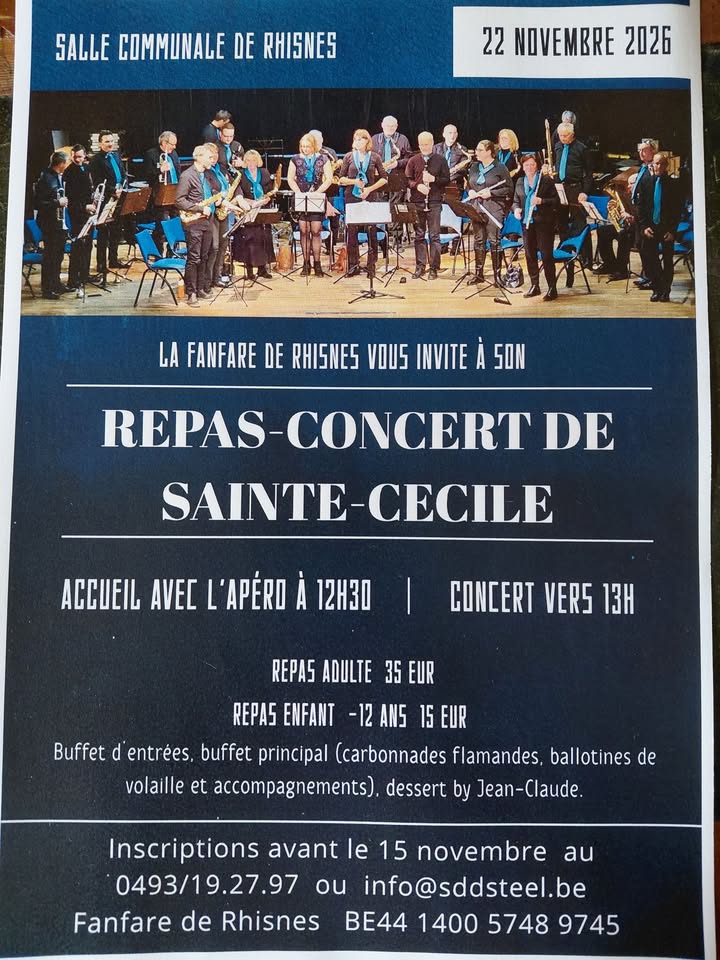 SALLE COMMUNALE DE RHISNES
22 NOVEMBRE 2026
LA FANFARE DE RHISNES VOUS INVITE À SON
REPAS-CONCERT DE
SAINTE-CECILE
ACCUEIL AVEC L'APÉRO À 12H30 | CONCERT VERS 13H
REPAS ADULTE 35 EUR
REPAS ENFANT -12 ANS 15 EUR
Buffet d'entrées, buffet principal (carbonnades flamandes, ballotines de
volaille et accompagnements), dessert by Jean-Claude.
Inscriptions avant le 15 novembre au
0493/19.27.97 ou info@sddsteel.be
Fanfare de Rhisnes BE44 1400 5748 9745